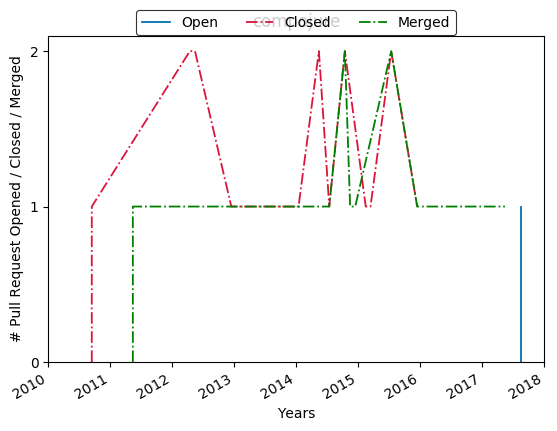 Open Closed Merged
# Pull Request Opened / Closed / Merged
2
1
0
2010 2011 2012 2013 2014 2015 2016 2017 2018
Years